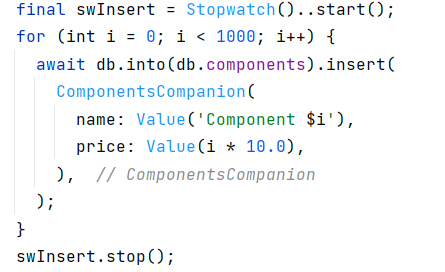 final swInsert = Stopwatch()..start();
for (int i = 0; i < 1000; i++) {
  await db.into(db.components).insert(
    ComponentsCompanion(
      name: Value('Component $i'),
      price: Value(i * 10.0),
    ),  // ComponentsCompanion
  );
}
swInsert.stop();